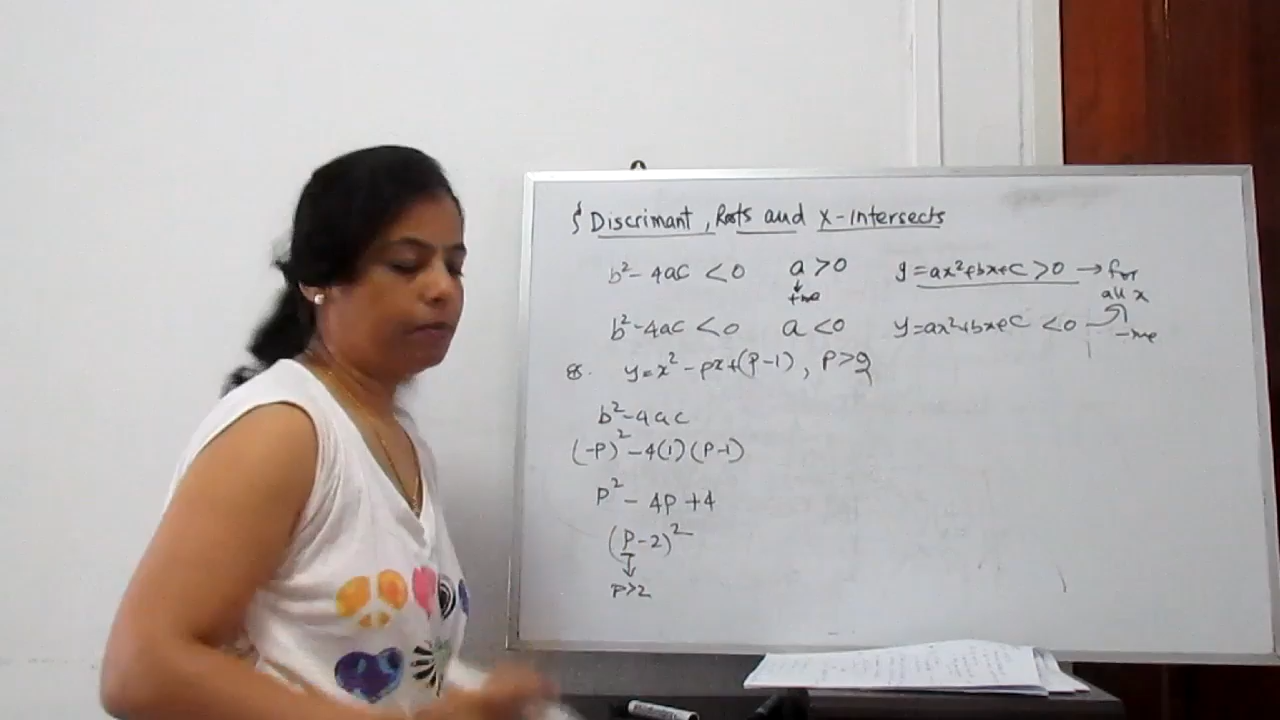 § Discrimant, Roots and X-Intersects
b² - 4ac < 0 a > 0 y = ax²+bx+c > 0 → for all x
↓
+ve
b² - 4ac < 0 a < 0 y = ax²+bx+c < 0
-ve
y = x² - px + (p-1), p > 2
b² - 4ac
(-p)² - 4(1)(p-1)
p² - 4p + 4
(p-2)²
↓
p>2